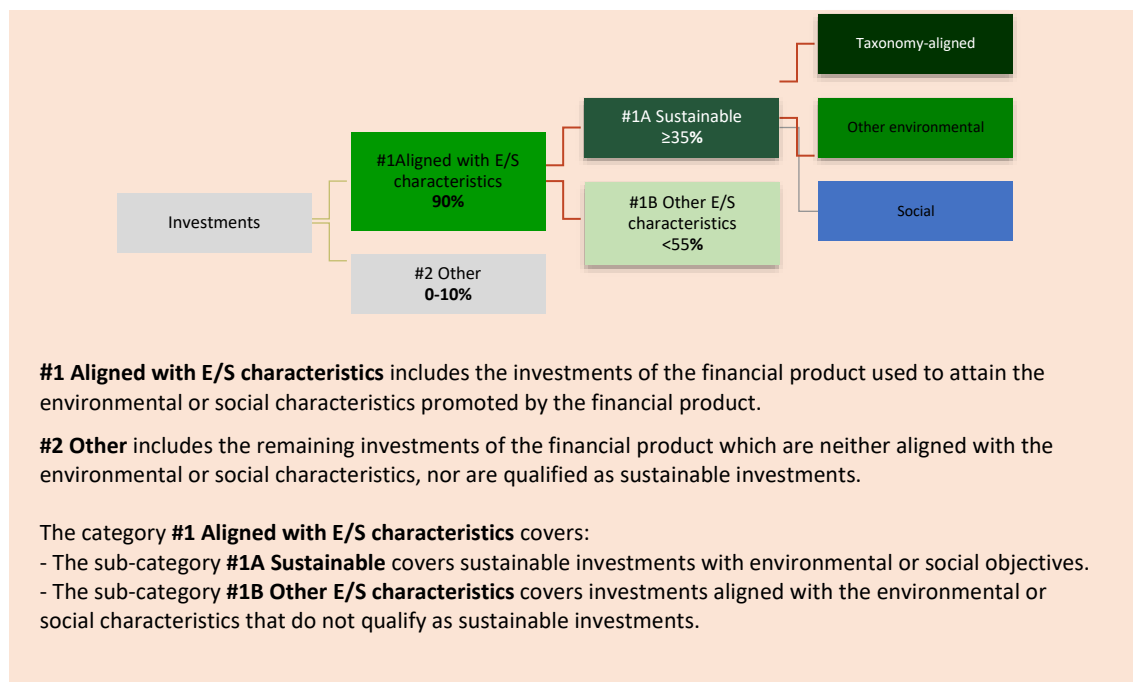 Taxonomy-aligned
#1A Sustainable
≥35%
Other environmental
#1Aligned with E/S
characteristics
90%
#1B Other E/S
characteristics
<55%
Social
Investments
#2 Other
0-10%
#1 Aligned with E/S characteristics includes the investments of the financial product used to attain the
environmental or social characteristics promoted by the financial product.
#2 Other includes the remaining investments of the financial product which are neither aligned with the
environmental or social characteristics, nor are qualified as sustainable investments.
The category #1 Aligned with E/S characteristics covers:
- The sub-category #1A Sustainable covers sustainable investments with environmental or social objectives.
- The sub-category #1B Other E/S characteristics covers investments aligned with the environmental or
social characteristics that do not qualify as sustainable investments.